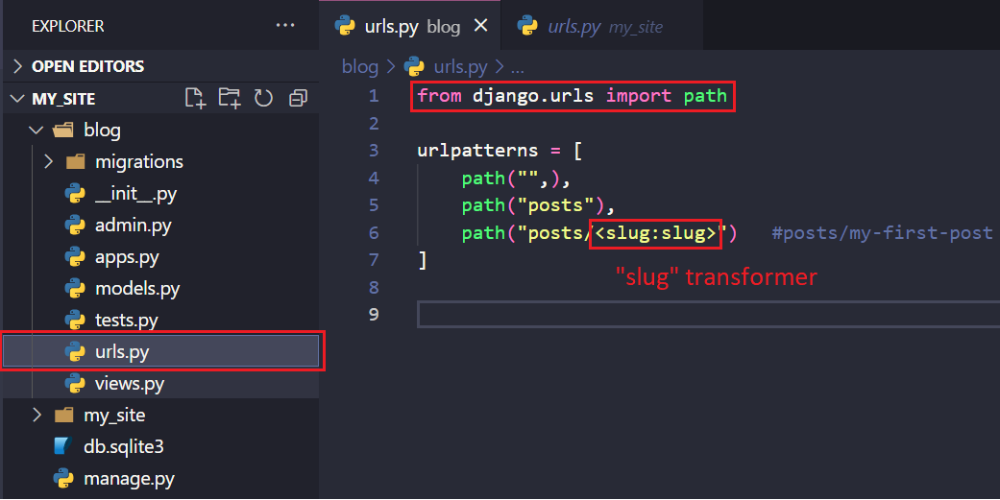 EXPLORER ...
OPEN EDITORS
MY_SITE
blog
migrations
__init__.py
admin.py
apps.py
models.py
tests.py
urls.py
views.py
my_site
db.sqlite3
manage.py
urls.py blog
urls.py my_site
blog > urls.py > ...
1 from django.urls import path
2
3 urlpatterns = [
4     path("",),
5     path("posts"),
6     path("posts/<slug:slug>")   #posts/my-first-post
7 ]
"slug" transformer
8
9